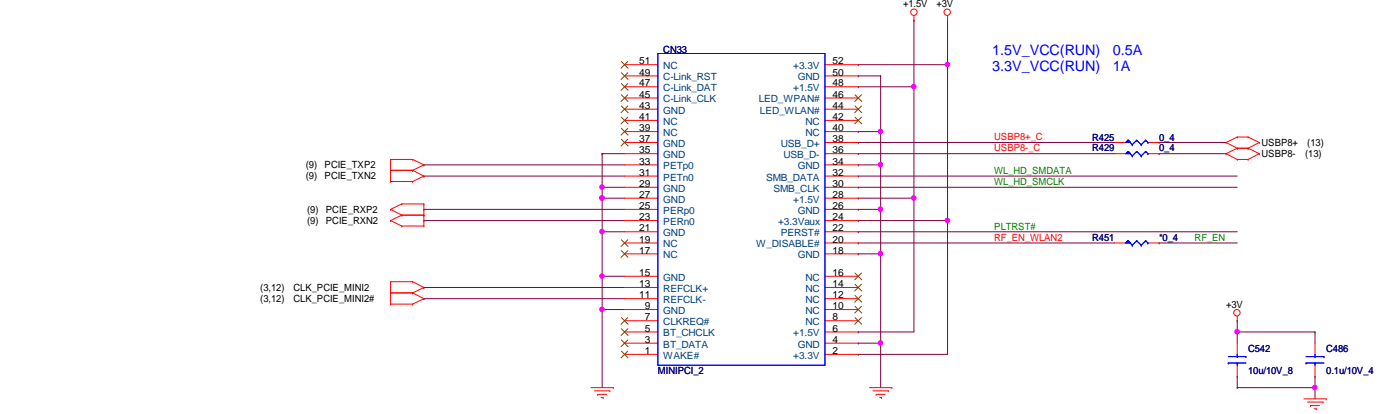 +1.5V +3V
1.5V_VCC(RUN) 0.5A
3.3V_VCC(RUN) 1A
CN33
51 NC +3.3V 52
49 C-Link_RST GND 50
47 C-Link_DAT +1.5V 48
45 C-Link_CLK LED_WPAN# 46
43 GND LED_WLAN# 44
41 NC NC 42
39 NC GND 40
37 GND USB_D+ 38 USBP8+_C R425 0_4 USBP8+ (13)
35 GND USB_D- 36 USBP8-_C R429 0_4 USBP8- (13)
(9) PCIE_TXP2 33 PETp0 GND 34
(9) PCIE_TXN2 31 PETn0 SMB_DATA 32 WL_HD_SMDATA
29 GND SMB_CLK 30 WL_HD_SMCLK
27 GND +1.5V 28
(9) PCIE_RXP2 25 PERp0 GND 26
(9) PCIE_RXN2 23 PERn0 +3.3Vaux 24
21 GND PERST# 22 PLTRST#
19 NC W_DISABLE# 20 RF_EN_WLAN2 R451 *0_4 RF_EN
17 NC GND 18
15 GND NC 16
(3,12) CLK_PCIE_MINI2 13 REFCLK+ NC 14
(3,12) CLK_PCIE_MINI2# 11 REFCLK- NC 12
9 GND NC 10
7 CLKREQ# NC 8
5 BT_CHCLK +1.5V 6
3 BT_DATA GND 4
1 WAKE# +3.3V 2
MINIPCI_2
+3V
C542 C486
10u/10V_8 0.1u/10V_4